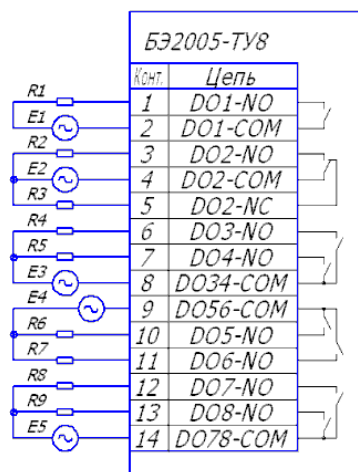 БЭ2005-ТУ8
Конт. Цепь
R1 1 DO1-NO
E1 2 DO1-COM
R2 3 DO2-NO
E2 4 DO2-COM
R3 5 DO2-NC
R4 6 DO3-NO
R5 7 DO4-NO
E3 8 DO34-COM
E4 9 DO56-COM
R6 10 DO5-NO
R7 11 DO6-NO
R8 12 DO7-NO
R9 13 DO8-NO
E5 14 DO78-COM